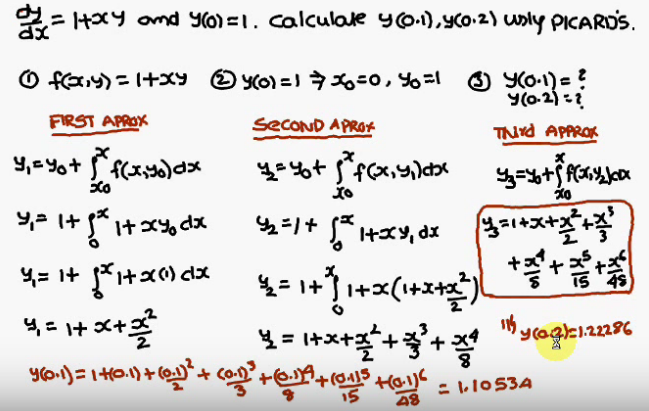 dy/dx = 1+xy and y(0)=1. Calculate y(0.1), y(0.2) using PICARD'S.
① f(x,y) = 1+xy ② y(0)=1 ⇒ x₀=0, y₀=1 ③ y(0.1) = ?
y(0.2) = ?
FIRST APROX
y₁ = y₀ + ∫ₓ₀ˣ f(x,y₀)dx
y₁ = 1 + ∫₀ˣ 1+xy₀ dx
y₁ = 1 + ∫₀ˣ 1+x(1) dx
y₁ = 1+x+x²/2
SECOND APROX
y₂ = y₀ + ∫ₓ₀ˣ f(x,y₁)dx
y₂ = 1 + ∫₀ˣ 1+xy₁ dx
y₂ = 1 + ∫₀ˣ 1+x(1+x+x²/2)
y₂ = 1+x+x²/2+x³/3+x⁴/8
Third APPROX
y₃ = y₀ + ∫ₓ₀ˣ f(x,y₂)dx
y₃ = 1+x+x²/2+x³/3
+x⁴/8+x⁵/15+x⁶/48
llly y(0.2)=1.22286
y(0.1) = 1+(0.1)+(0.1)²/2+(0.1)³/3+(0.1)⁴/8+(0.1)5/15+(0.1)6/48 = 1.10534